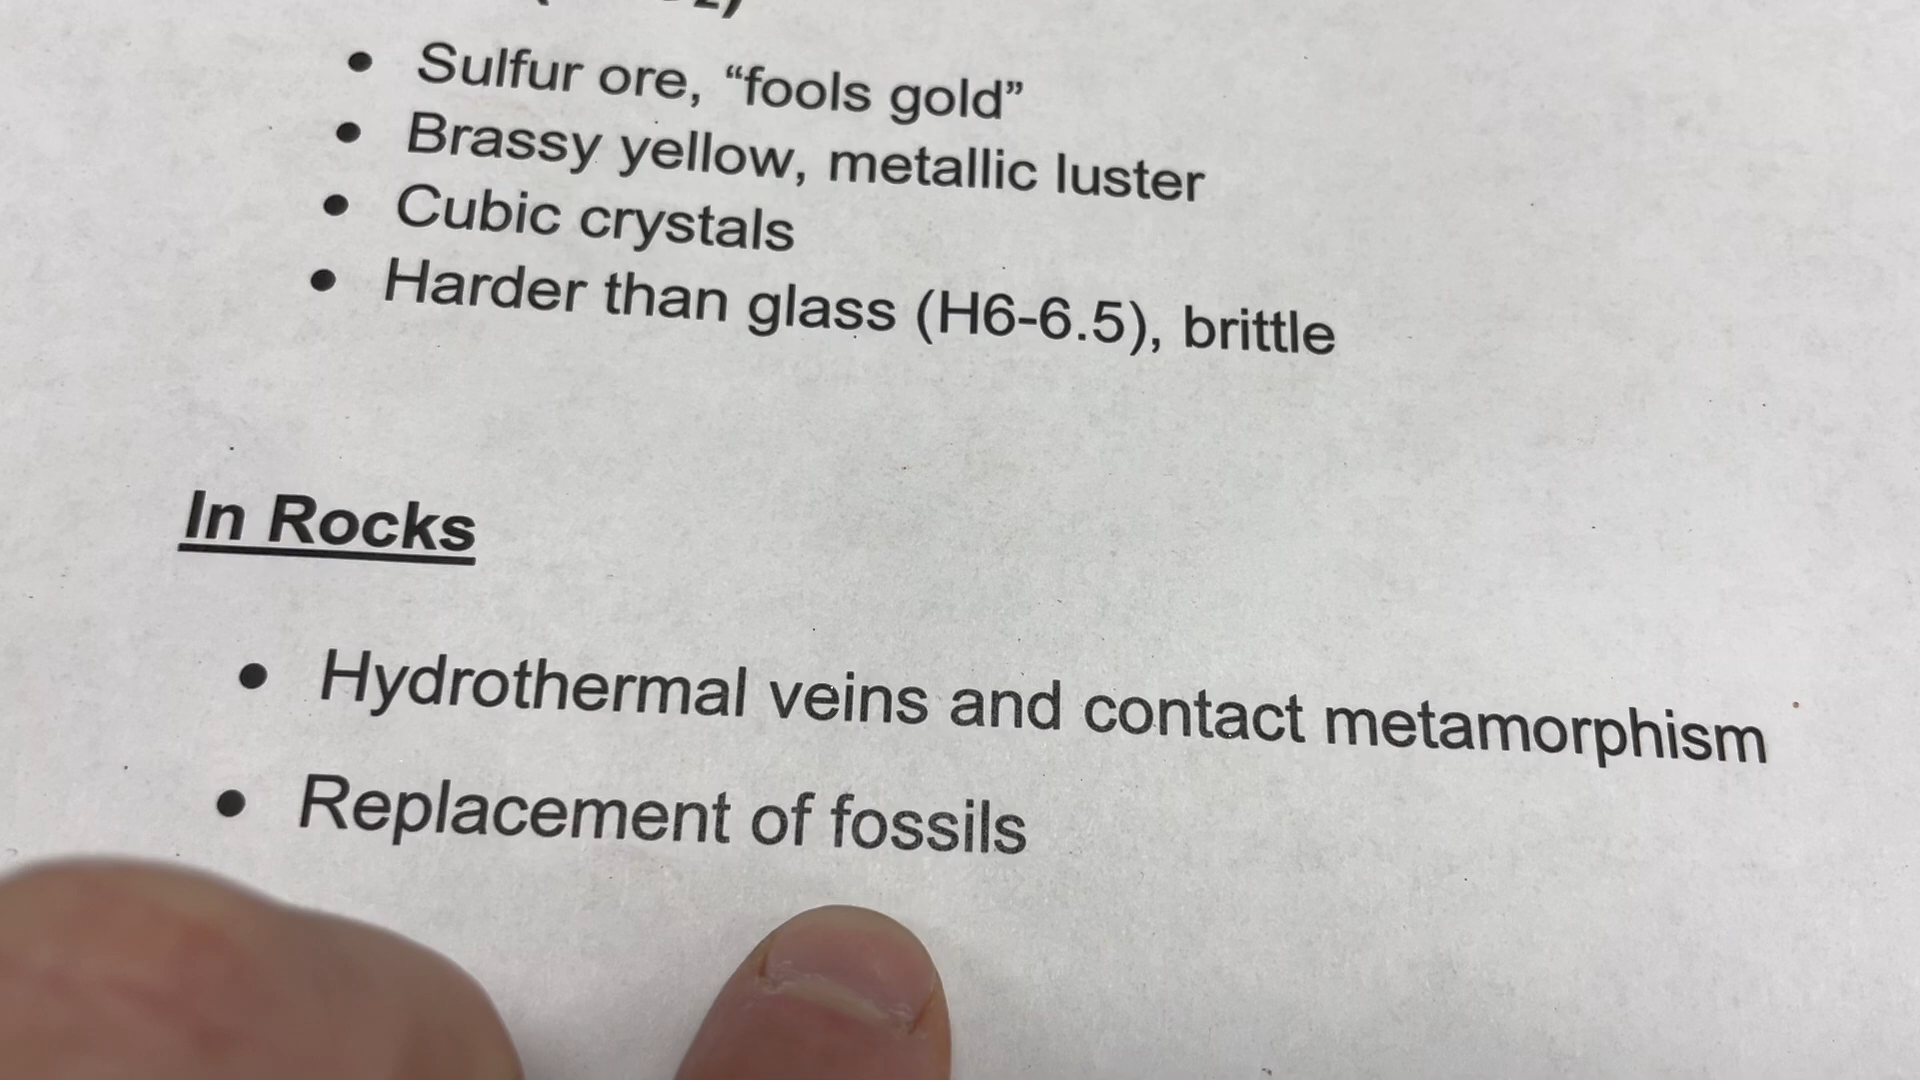 • Sulfur ore, “fools gold”
• Brassy yellow, metallic luster
• Cubic crystals
• Harder than glass (H6-6.5), brittle
In Rocks
• Hydrothermal veins and contact metamorphism
• Replacement of fossils